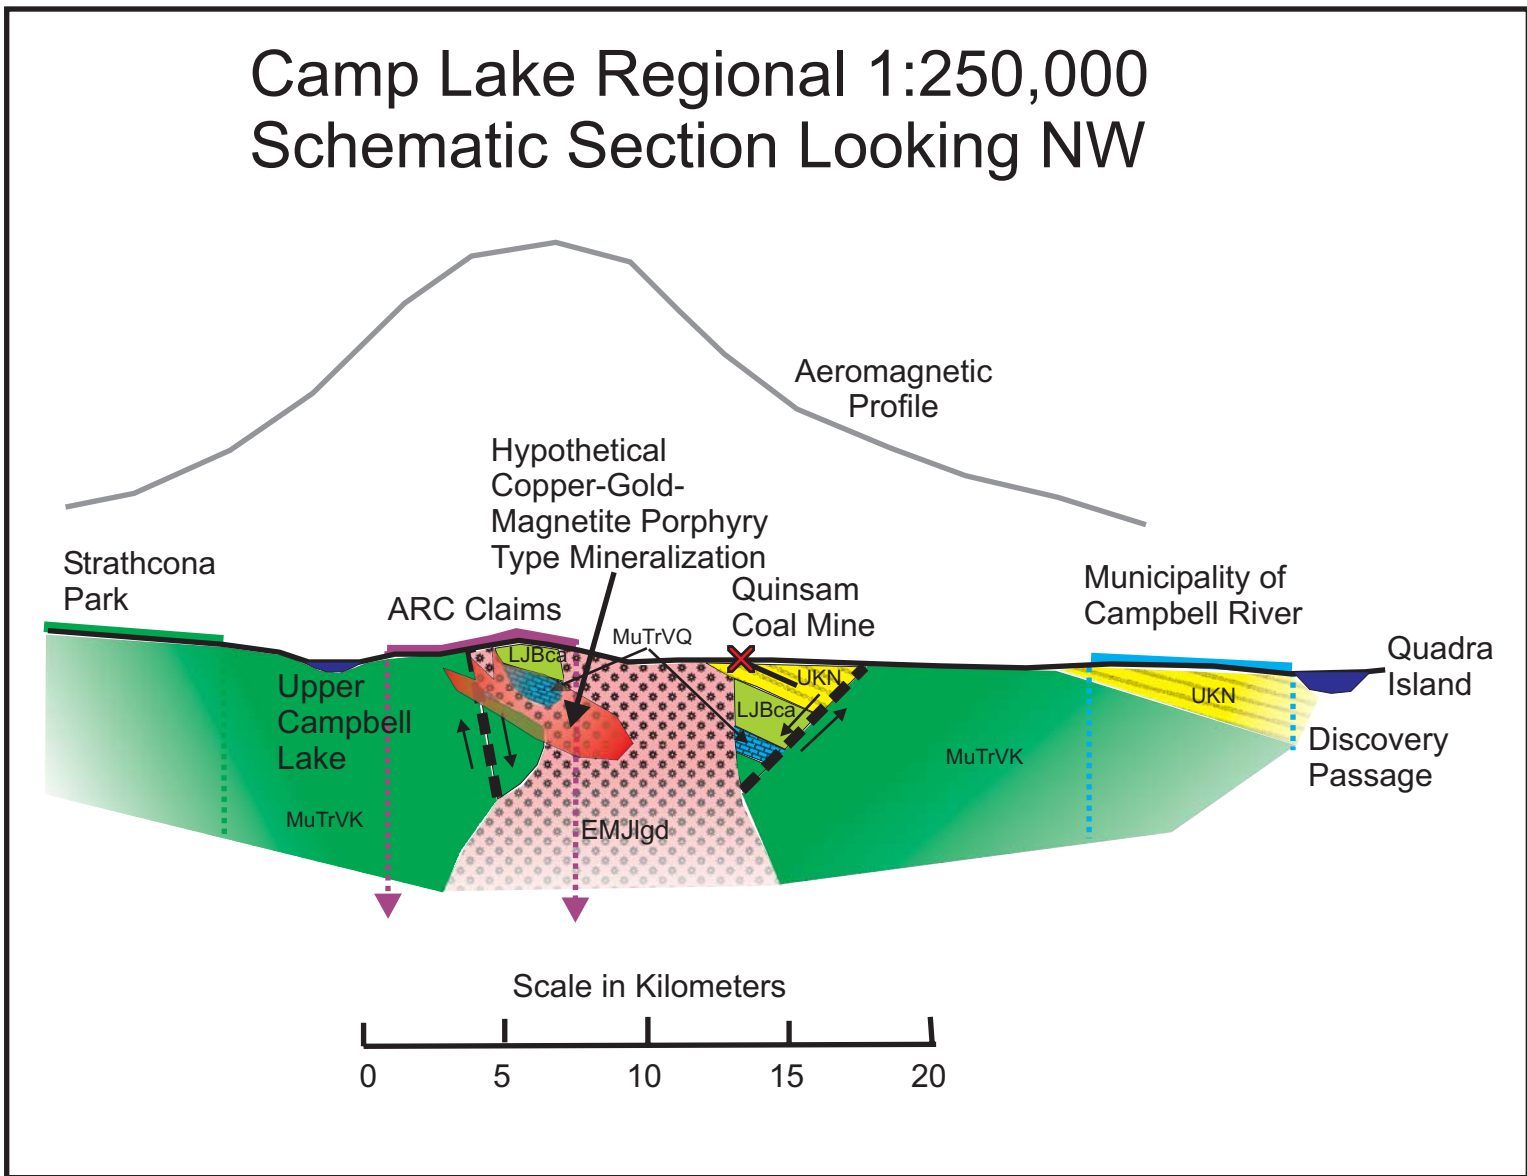 Camp Lake Regional 1:250,000
Schematic Section Looking NW
Aeromagnetic
Profile
Hypothetical
Copper-Gold-
Magnetite Porphyry
Type Mineralization
Strathcona
Park
ARC Claims
MuTrVQ
Quinsam
Coal Mine
Municipality of
Campbell River
Quadra
Island
LJBca
UKN
UKN
Upper
Campbell
Lake
LJBca
Discovery
Passage
MuTrVK
MuTrVK
EMJlgd
Scale in Kilometers
0 5 10 15 20